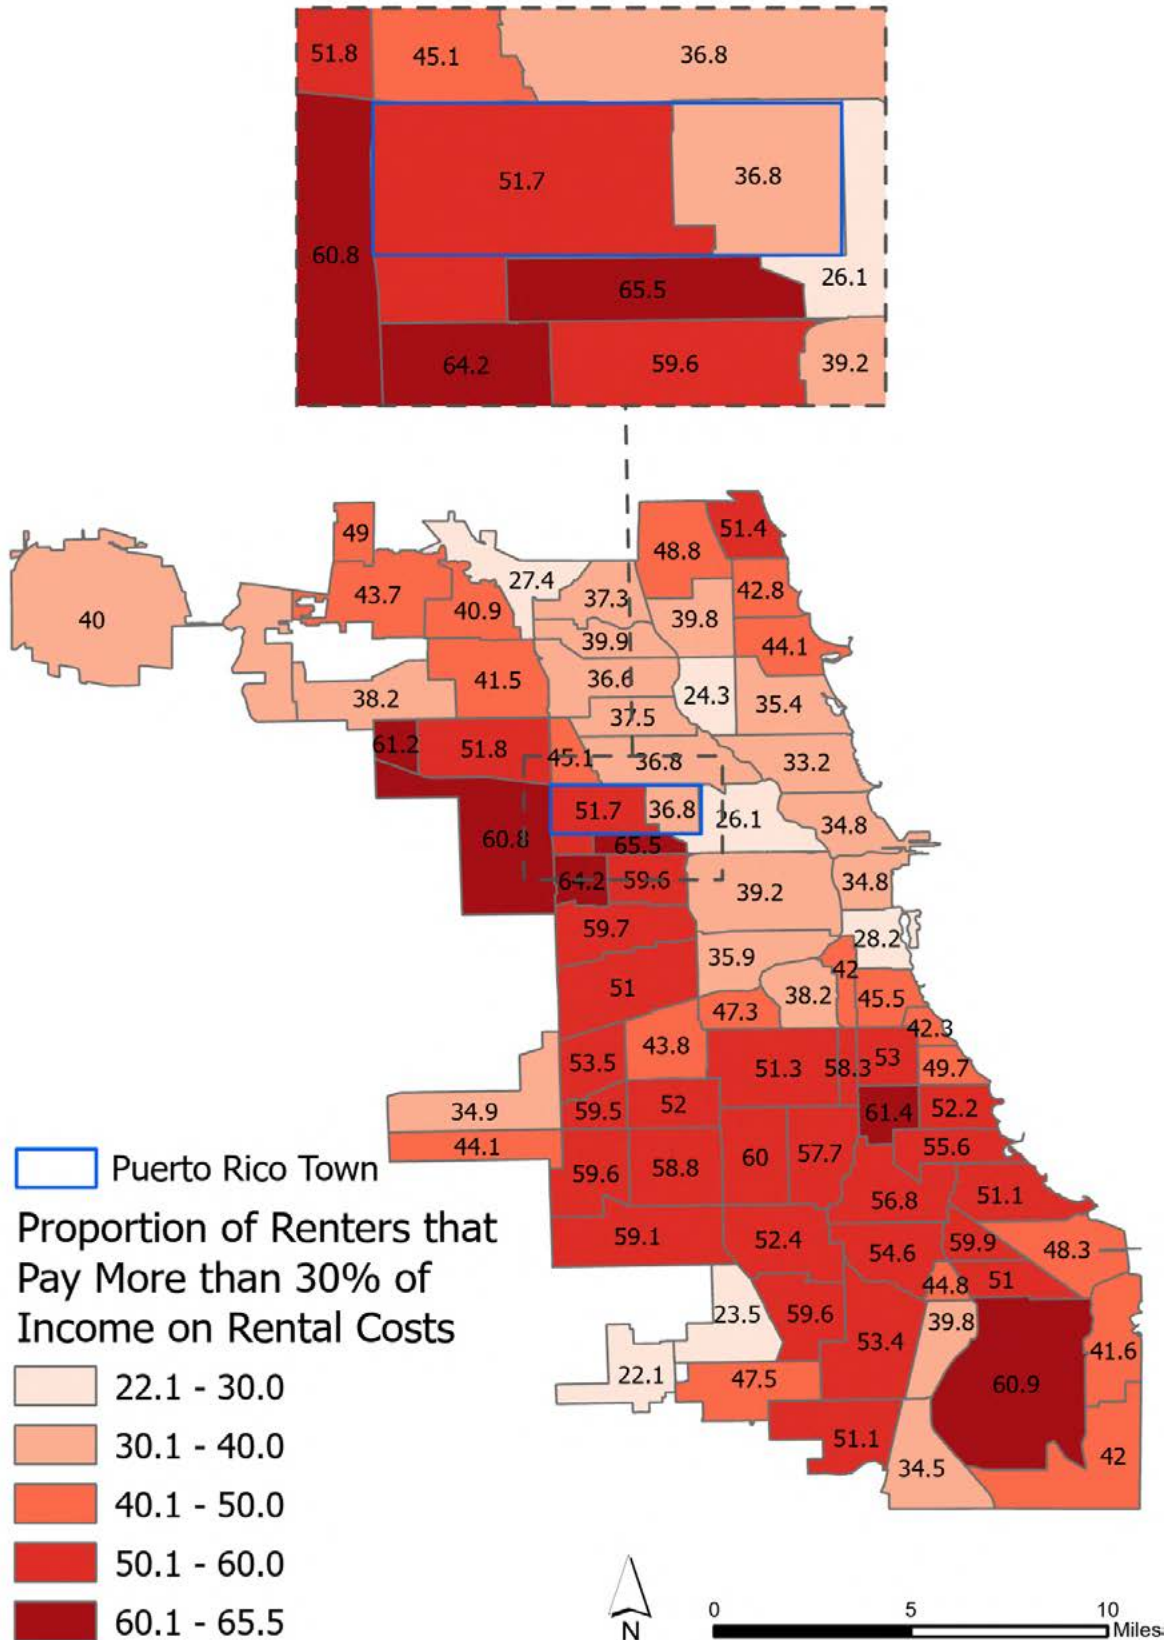 51.8 45.1 36.8
51.7 36.8
60.8
26.1
65.5
64.2 59.6 39.2
49
51.4
48.8
27.4
43.7 40.9 37.3 42.8
40 39.8
39.9 44.1
41.5 36.6
38.2 24.3 35.4
37.5
61.2 51.8 45.1 36.8 33.2
51.7 36.8 26.1 34.8
60.8 65.5
64.2 59.6 39.2 34.8
59.7 28.2
35.9 42
51 38.2 45.5
47.3
43.8 42.3
53.5 51.3 58.3 53 49.7
34.9 59.5 52 61.4 52.2
44.1 55.6
59.6 58.8 60 57.7
56.8 51.1
59.1 52.4 54.6 59.9 48.3
44.8 51
23.5 59.6 39.8
53.4 41.6
22.1 47.5 60.9
51.1 42
34.5
Puerto Rico Town
Proportion of Renters that
Pay More than 30% of
Income on Rental Costs
22.1 - 30.0
30.1 - 40.0
40.1 - 50.0
50.1 - 60.0
60.1 - 65.5
N
0 5 10
Miles